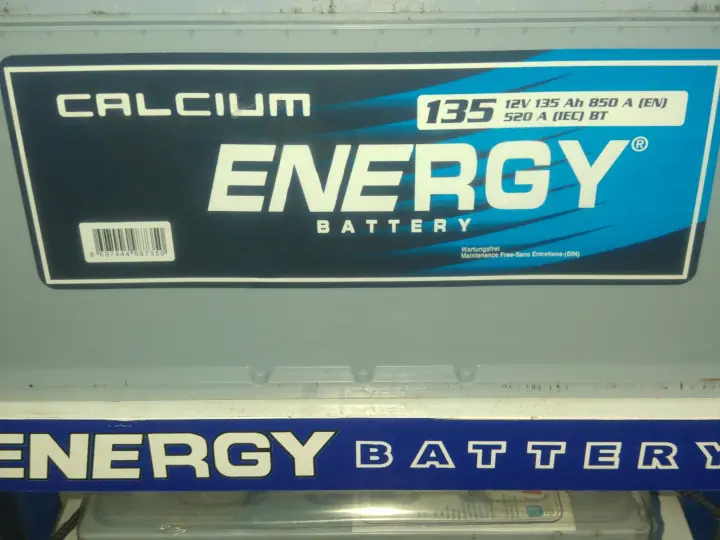 CALCIUM
135 12V 135 Ah 850 A (EN)
520 A (IEC) BT
ENERGY®
BATTERY
Wartungsfrei
Maintenance Free-Sans Entretiene-(DIN)
ENERGY BATTERY